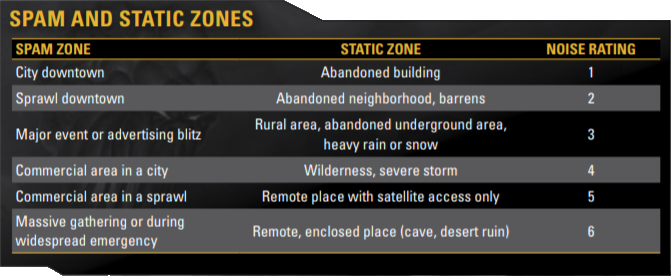 SPAM AND STATIC ZONES
SPAM ZONE STATIC ZONE NOISE RATING
City downtown Abandoned building 1
Sprawl downtown Abandoned neighborhood, barrens 2
Major event or advertising blitz Rural area, abandoned underground area, 3
heavy rain or snow
Commercial area in a city Wilderness, severe storm 4
Commercial area in a sprawl Remote place with satellite access only 5
Massive gathering or during Remote, enclosed place (cave, desert ruin) 6
widespread emergency